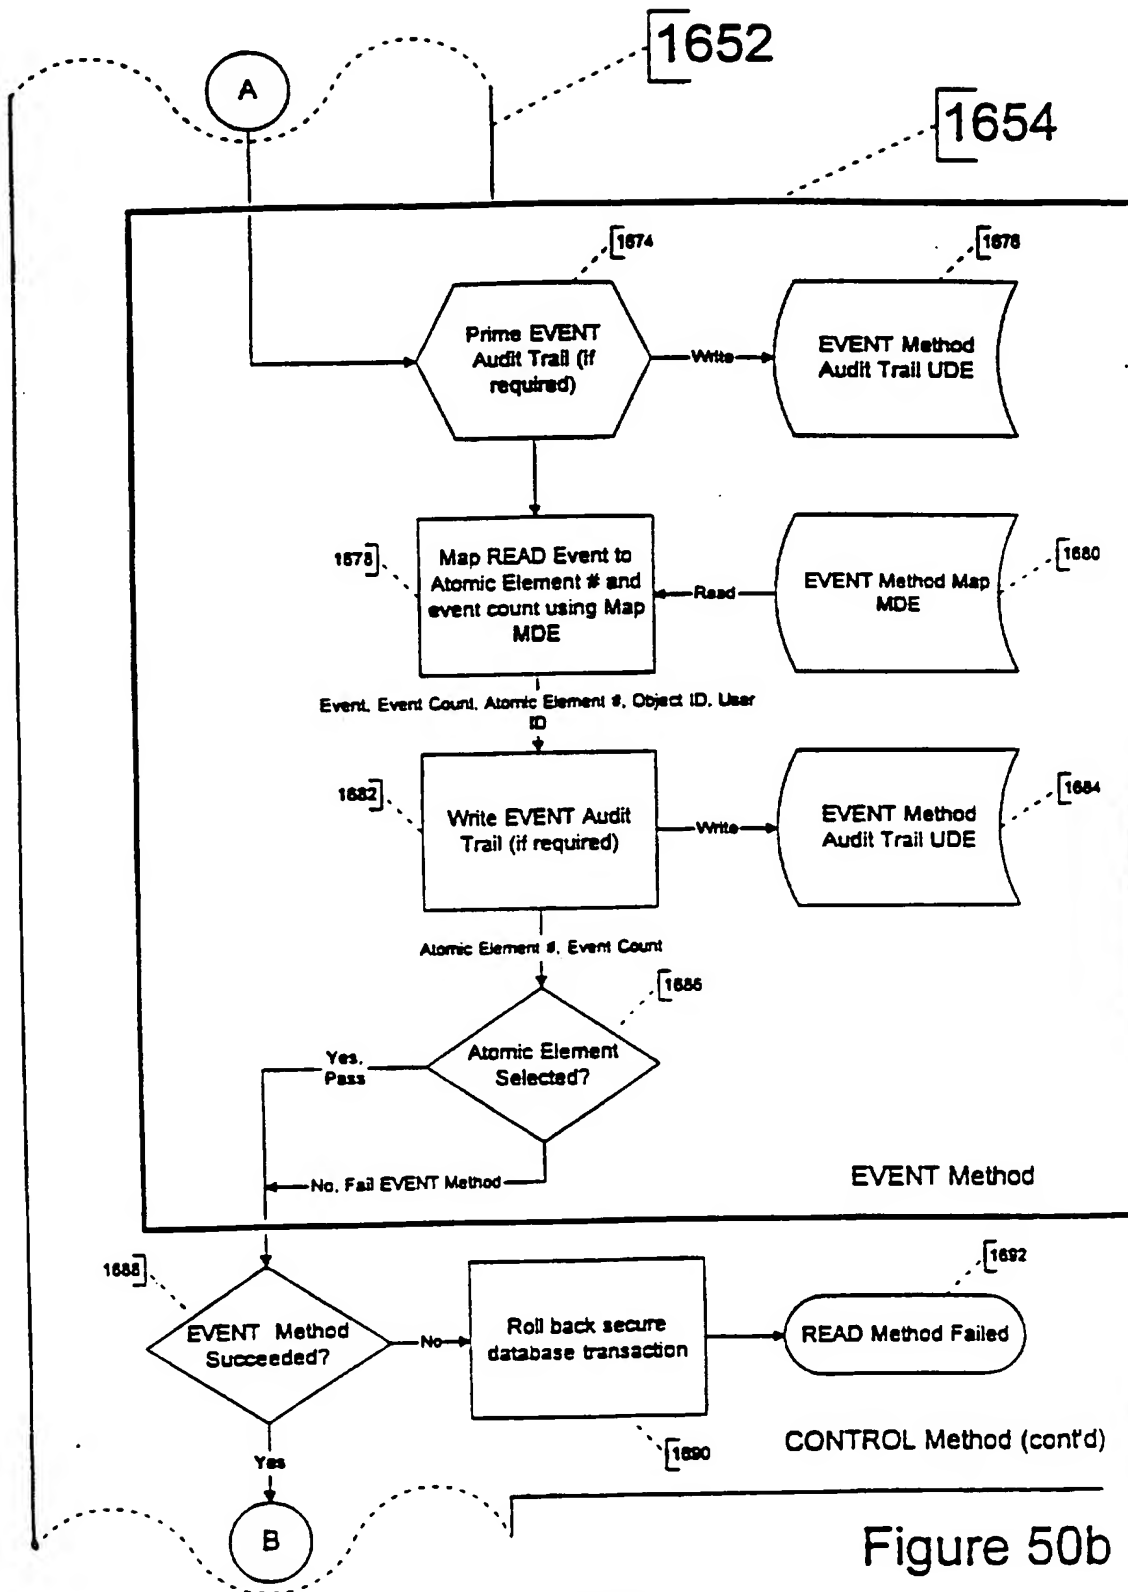 1652
A
1654
1674
1676
Prime EVENT
Audit Trail (if
required)
Write
EVENT Method
Audit Trail UDE
1678
Map READ Event to
Atomic Element # and
event count using Map
MDE
Read
EVENT Method Map
MDE
1680
Event, Event Count, Atomic Element #, Object ID, User
ID
1682
Write EVENT Audit
Trail (if required)
Write
EVENT Method
Audit Trail UDE
1684
Atomic Element #, Event Count
1686
Atomic Element
Selected?
Yes,
Pass
No, Fail EVENT Method
EVENT Method
1688
EVENT Method
Succeeded?
No
Roll back secure
database transaction
1692
READ Method Failed
1690
CONTROL Method (cont'd)
Yes
B
Figure 50b